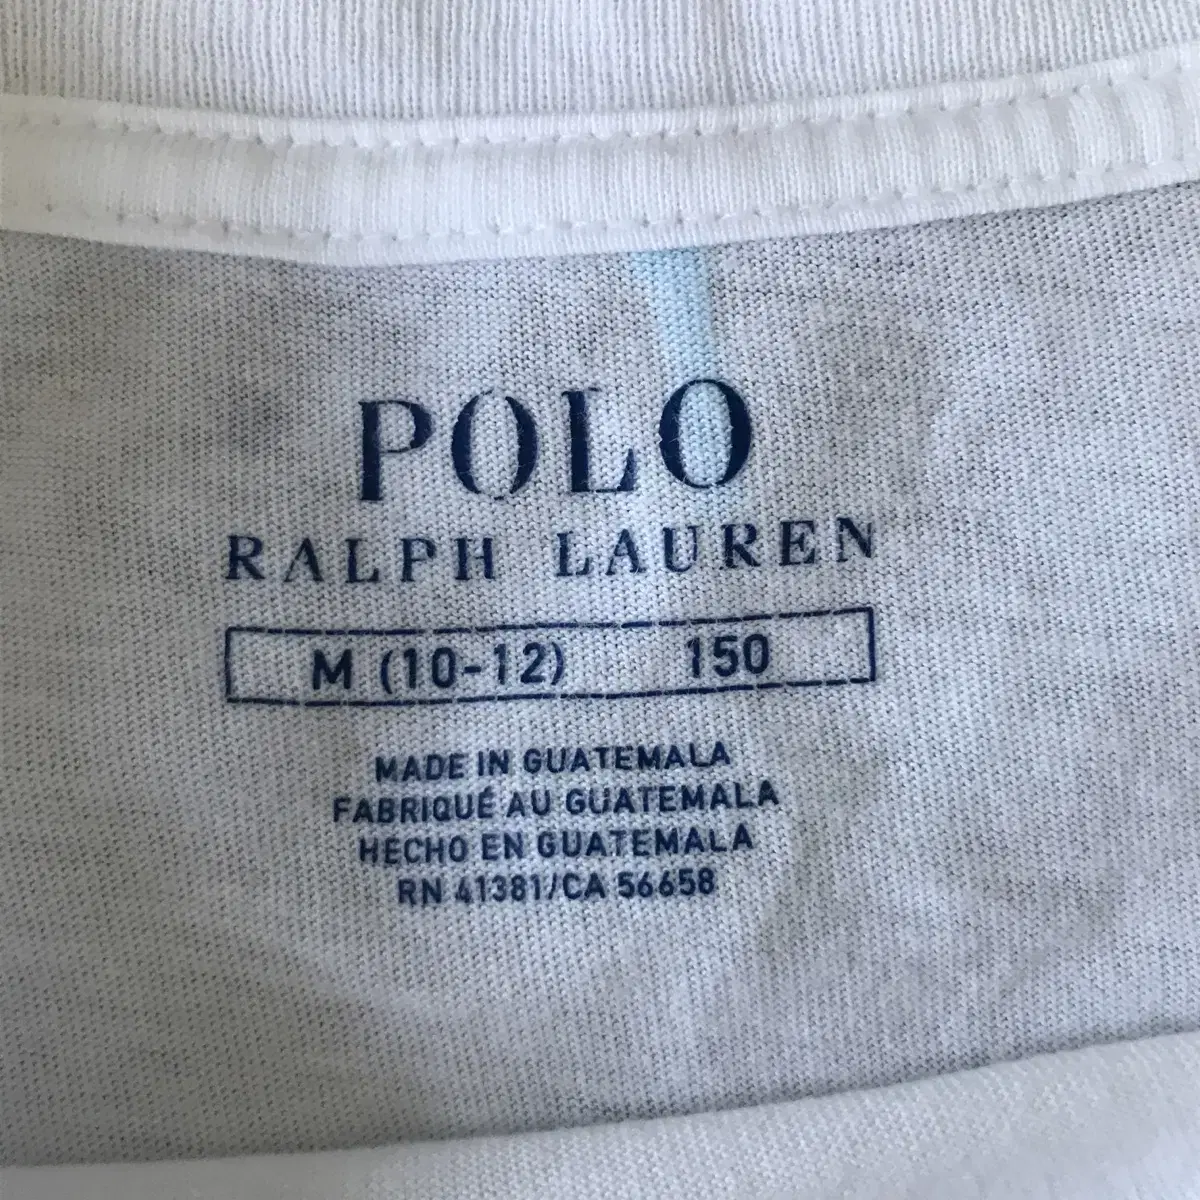 POLO
RALPH LAUREN
M (10-12) 150
MADE IN GUATEMALA
FABRIQUÉ AU GUATEMALA
HECHO EN GUATEMALA
RN 41381/CA 56658